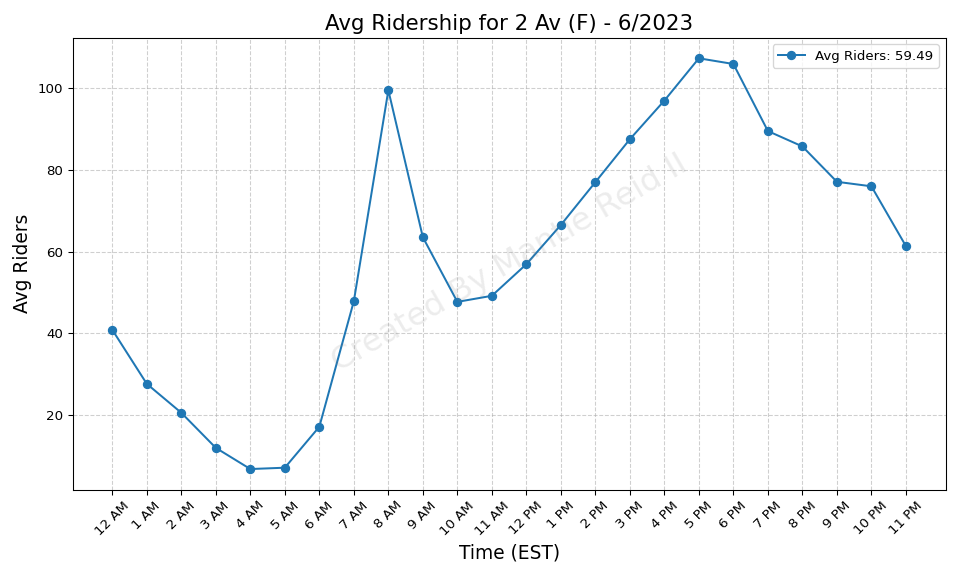 Avg Ridership for 2 Av (F) - 6/2023
Avg Riders: 59.49
Avg Riders
100
80
60
40
20
Created By Mantie Reid II
12 AM
1 AM
2 AM
3 AM
4 AM
5 AM
6 AM
7 AM
8 AM
9 AM
10 AM
11 AM
12 PM
1 PM
2 PM
3 PM
4 PM
5 PM
6 PM
7 PM
8 PM
9 PM
10 PM
11 PM
Time (EST)